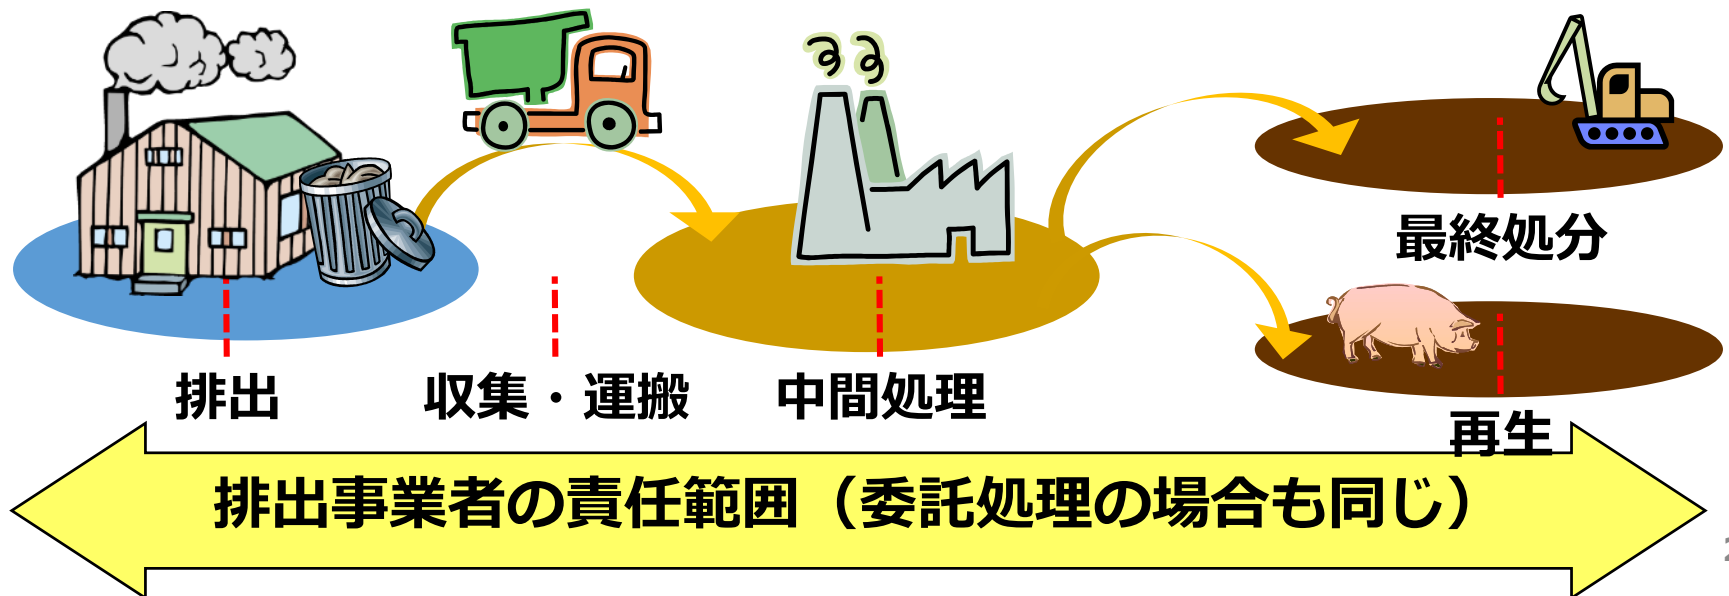 最終処分
排出
収集・運搬
中間処理
再生
排出事業者の責任範囲（委託処理の場合も同じ）